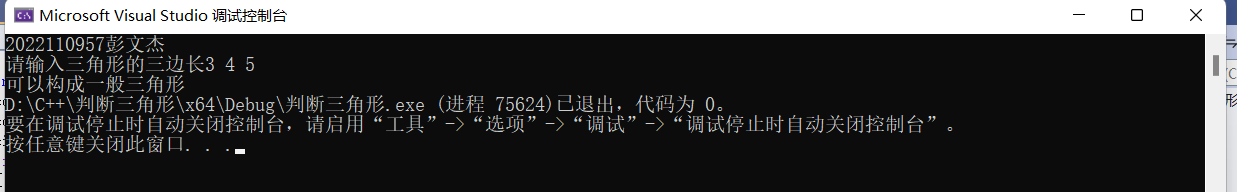 Microsoft Visual Studio 调试控制台
2022110957彭文杰
请输入三角形的三边长3 4 5
可以构成一般三角形
D:\C++\判断三角形\x64\Debug\判断三角形.exe (进程 75624)已退出，代码为 0。
要在调试停止时自动关闭控制台，请启用“工具”->“选项”->“调试”->“调试停止时自动关闭控制台”。
按任意键关闭此窗口. . .